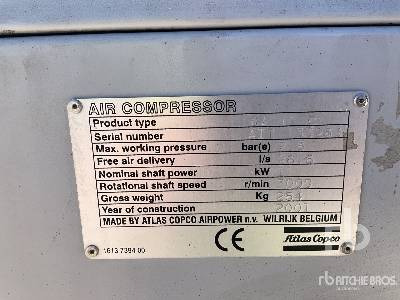 AIR COMPRESSOR
Product type
Serial number
Max. working pressure bar(e)
Free air delivery l/s
Nominal shaft power kW
Rotational shaft speed r/min
Gross weight Kg
Year of construction 2001
MADE BY ATLAS COPCO AIRPOWER n.v. WILRIJK BELGIUM
CE Atlas Copco
1613 7394 00
rb RITCHIE BROS.